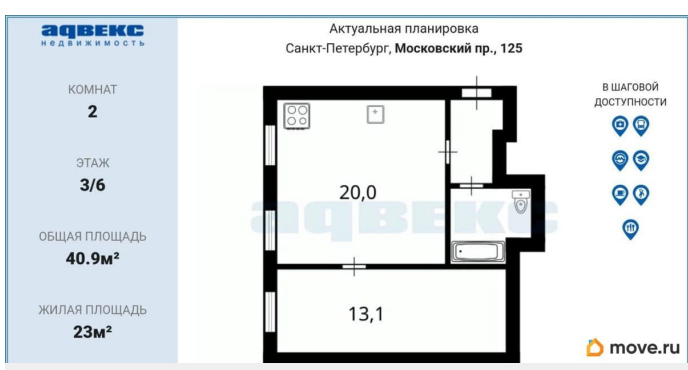 адвекс
НЕДВИЖИМОСТЬ
КОМНАТ
2
ЭТАЖ
3/6
ОБЩАЯ ПЛОЩАДЬ
40.9м²
ЖИЛАЯ ПЛОЩАДЬ
23м²
Актуальная планировка
Санкт-Петербург, Московский пр., 125
20,0
адвекс
13,1
В ШАГОВОЙ
ДОСТУПНОСТИ
move.ru